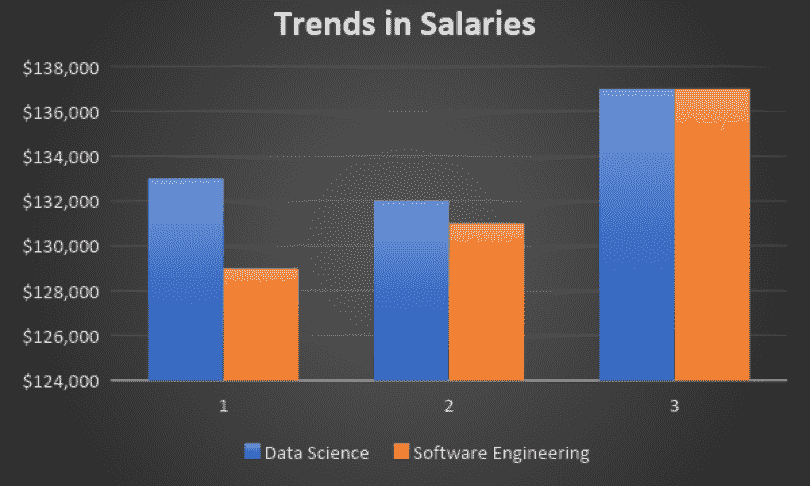 Trends in Salaries
$138,000
$136,000
$134,000
$132,000
$130,000
$128,000
$126,000
$124,000
1 2 3
Data Science Software Engineering